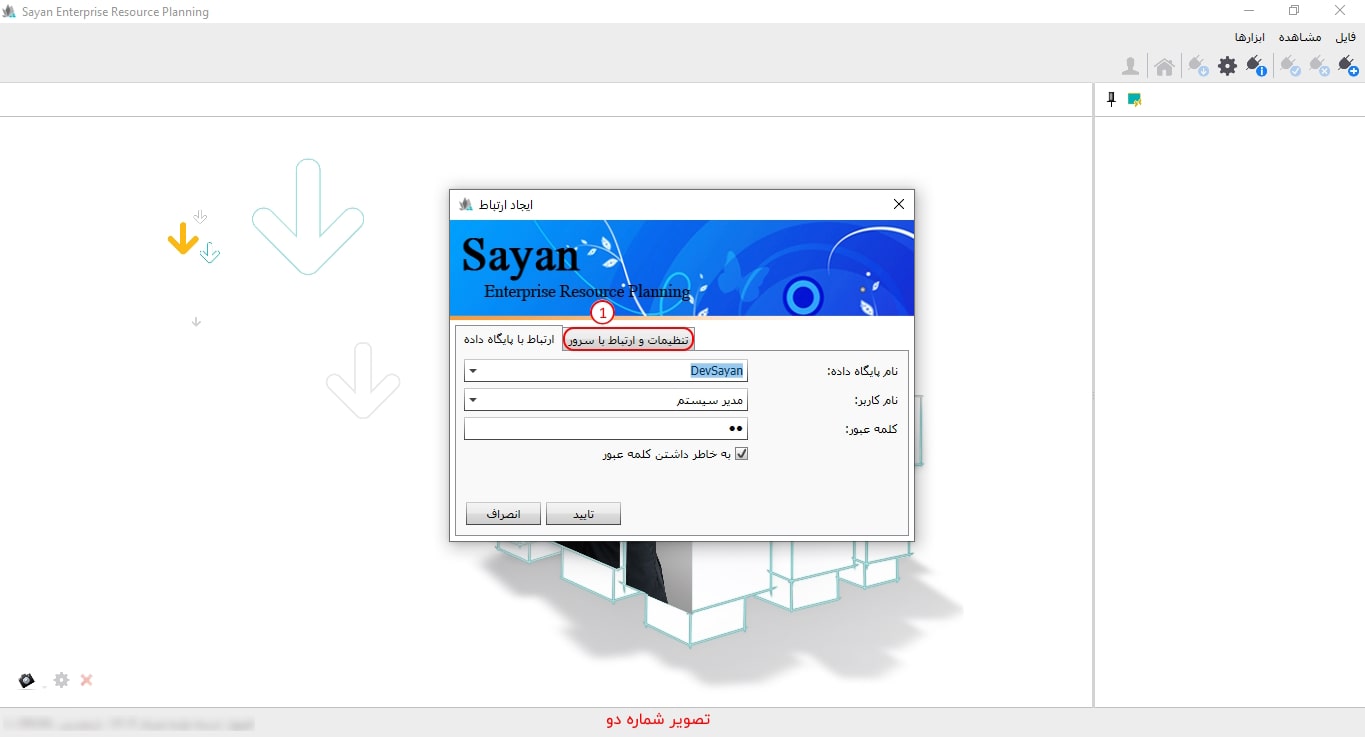 Sayan Enterprise Resource Planning
فایل مشاهده ابزارها
ایجاد ارتباط
Sayan
Enterprise Resource Planning
1
ارتباط با پایگاه داده
تنظیمات و ارتباط با سرور
نام پایگاه داده:
DevSayan
نام کاربر:
مدیر سیستم
کلمه عبور:
به خاطر داشتن کلمه عبور
تایید
انصراف
تصویر شماره دو